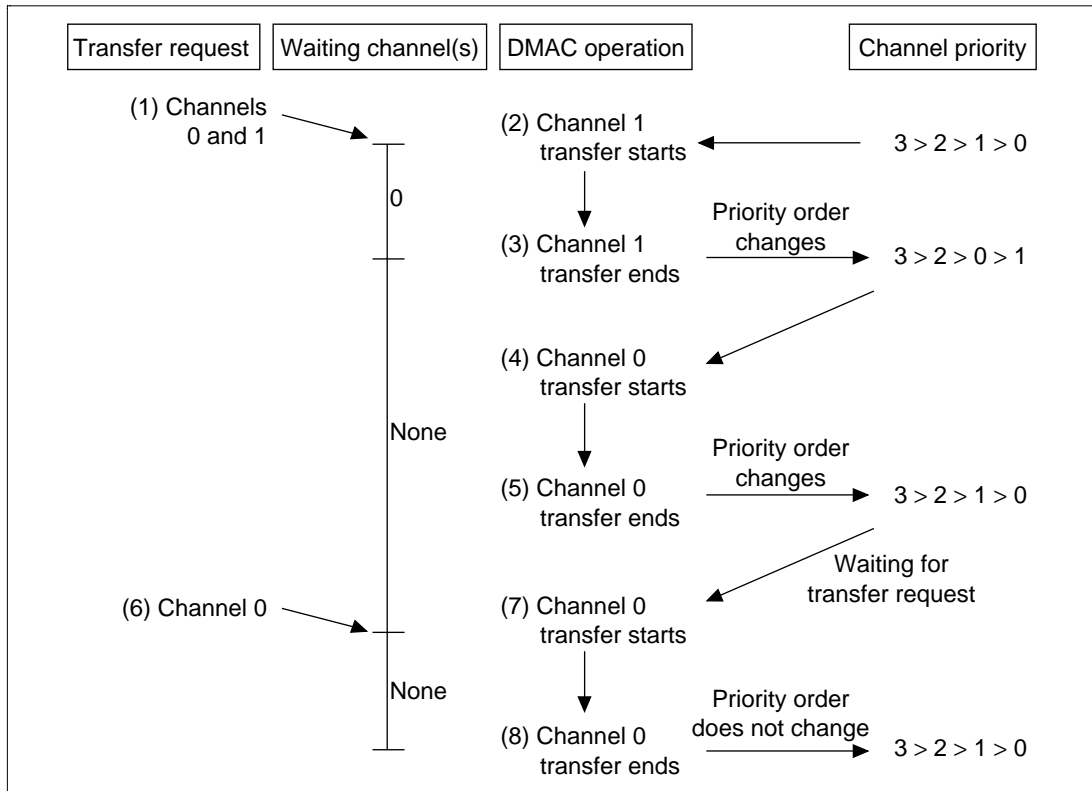 Transfer request
Waiting channel(s)
DMAC operation
Channel priority
(1) Channels
0 and 1
(2) Channel 1
transfer starts
3 > 2 > 1 > 0
0
(3) Channel 1
transfer ends
Priority order
changes
3 > 2 > 0 > 1
(4) Channel 0
transfer starts
None
(5) Channel 0
transfer ends
Priority order
changes
3 > 2 > 1 > 0
Waiting for
transfer request
(6) Channel 0
(7) Channel 0
transfer starts
None
(8) Channel 0
transfer ends
Priority order
does not change
3 > 2 > 1 > 0